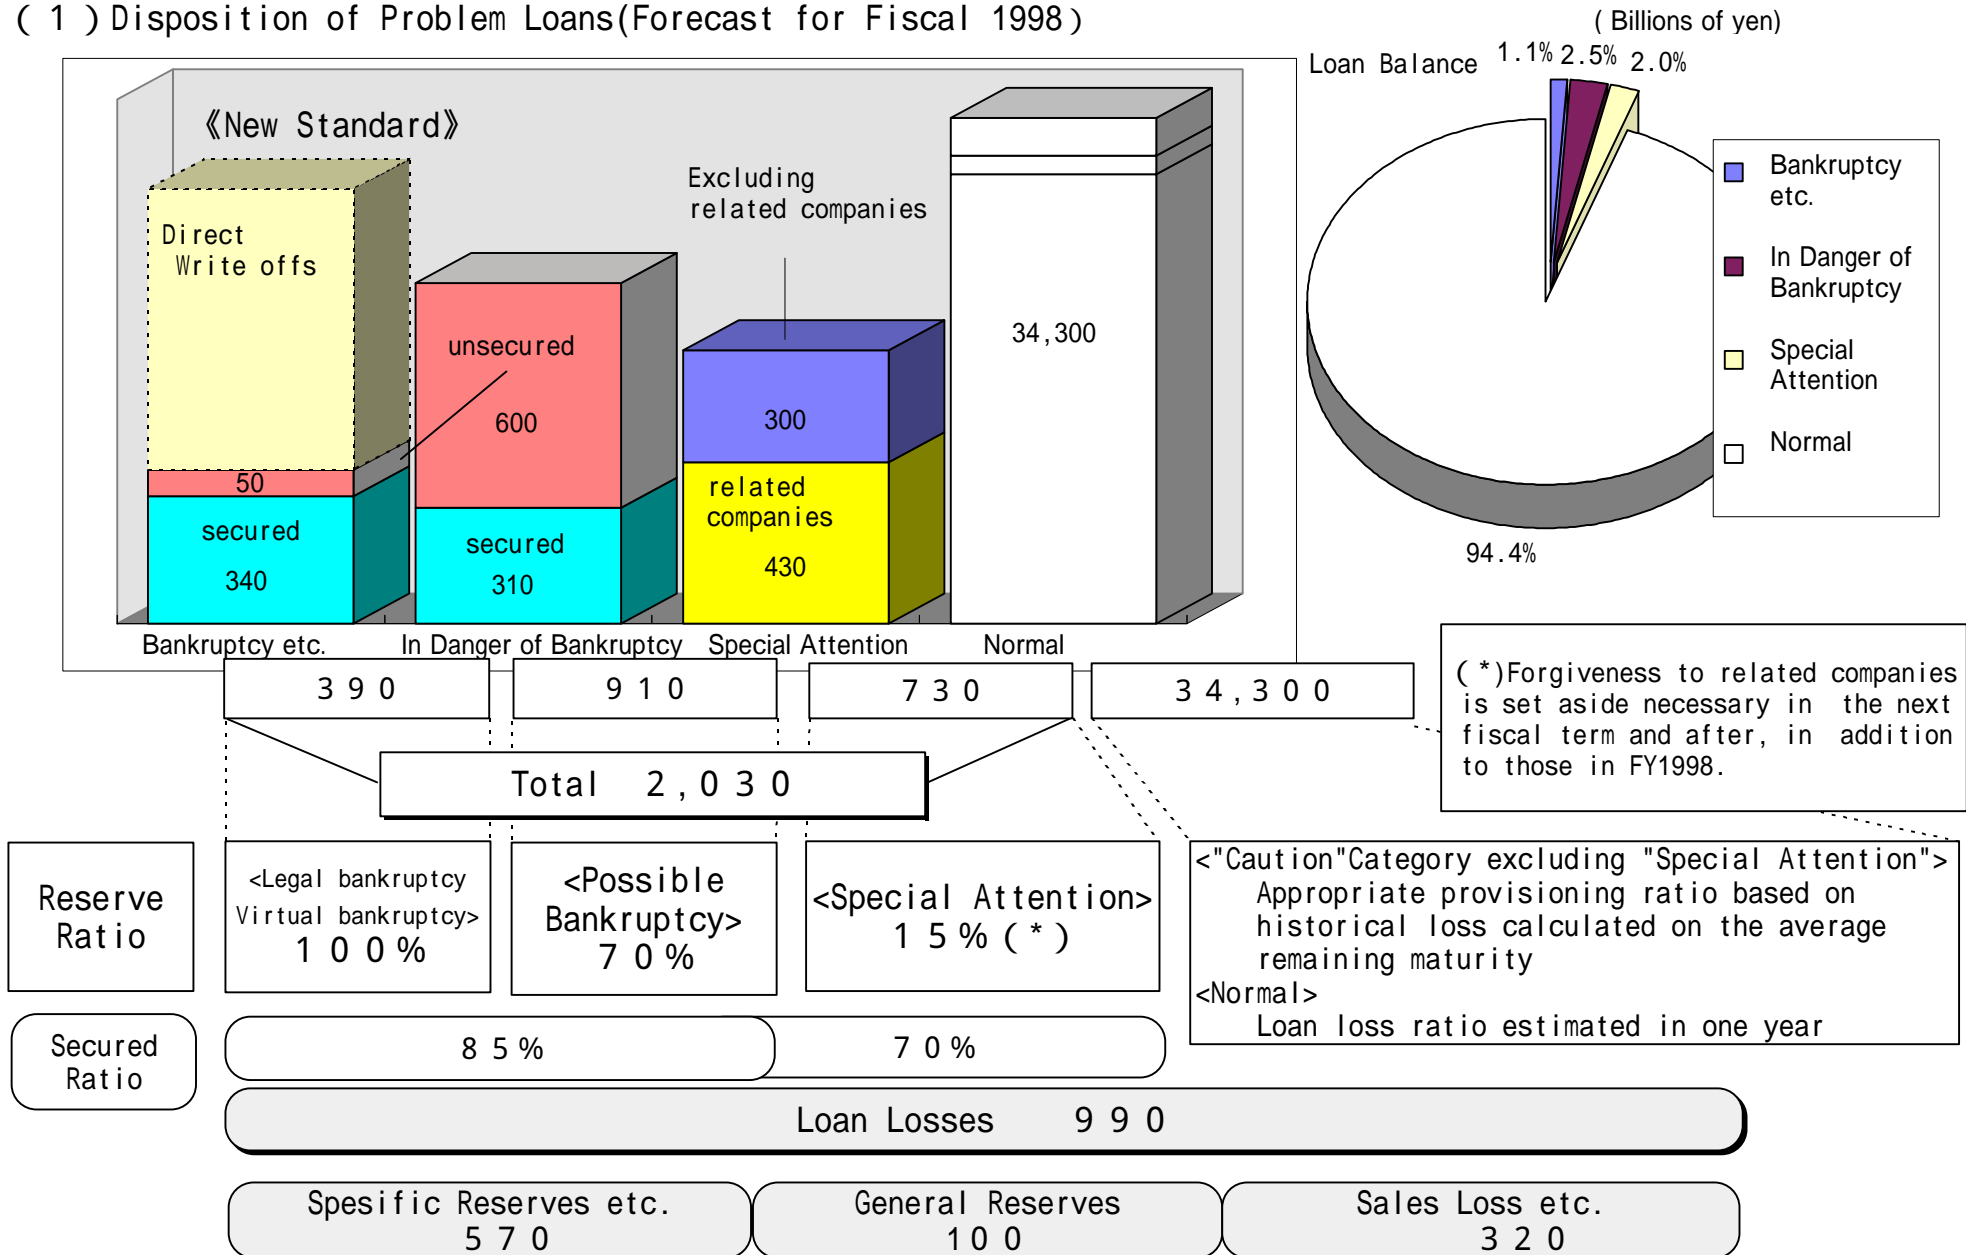 (1)Disposition of Problem Loans(Forecast for Fiscal 1998)
(Billions of yen)
Loan Balance
1.1%
2.5%
2.0%
《New Standard》
Direct
Write offs
50
secured
340
unsecured
600
secured
310
Excluding
related companies
300
related
companies
430
34,300
Bankruptcy etc.
In Danger of Bankruptcy
Special Attention
Normal
Bankruptcy
etc.
In Danger of
Bankruptcy
Special
Attention
Normal
94.4%
390
910
730
34,300
Total 2,030
(*)Forgiveness to related companies
is set aside necessary in the next
fiscal term and after, in addition
to those in FY1998.
Reserve
Ratio
<Legal bankruptcy
Virtual bankruptcy>
100%
<Possible
Bankruptcy>
70%
<Special Attention>
15%(*)
<"Caution"Category excluding "Special Attention">
Appropriate provisioning ratio based on
historical loss calculated on the average
remaining maturity
<Normal>
Loan loss ratio estimated in one year
Secured
Ratio
85%
70%
Loan Losses 990
Spesific Reserves etc.
570
General Reserves
100
Sales Loss etc.
320